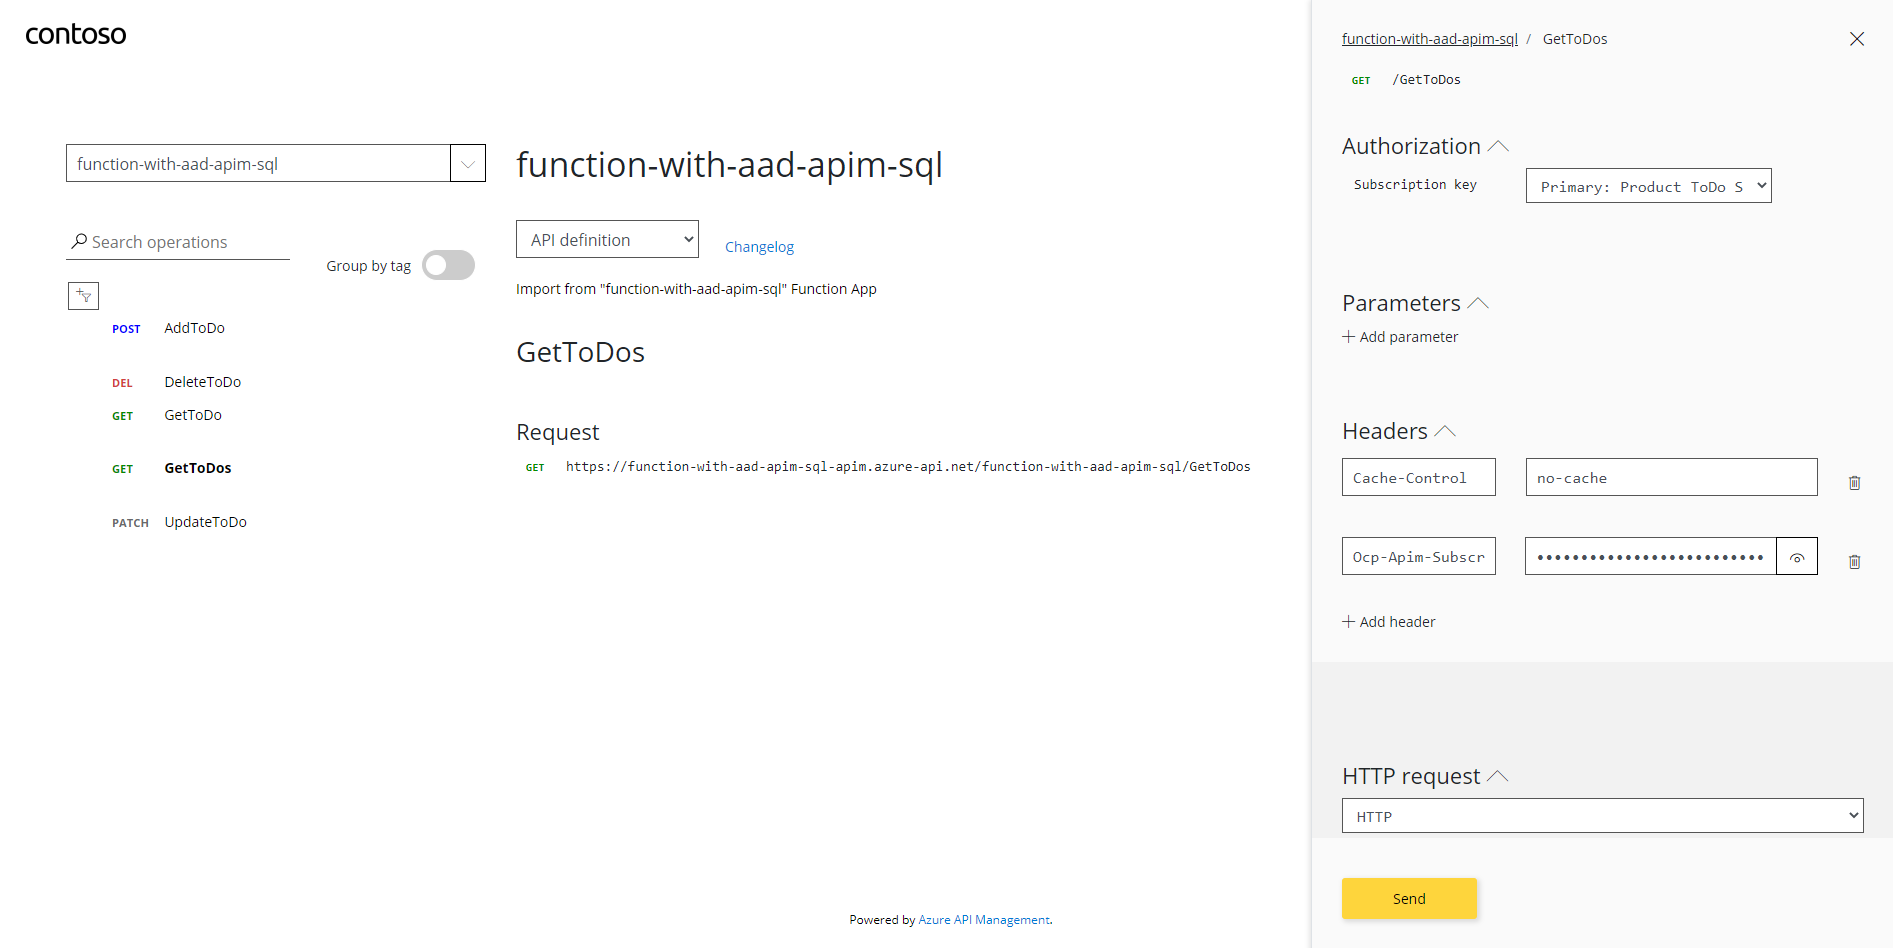 contoso
function-with-aad-apim-sql
Search operations
Group by tag
POST AddToDo
DEL DeleteToDo
GET GetToDo
GET GetToDos
PATCH UpdateToDo
function-with-aad-apim-sql
API definition
Changelog
Import from "function-with-aad-apim-sql" Function App
GetToDos
Request
GET https://function-with-aad-apim-sql-apim.azure-api.net/function-with-aad-apim-sql/GetToDos
Powered by Azure API Management.
function-with-aad-apim-sql / GetToDos
GET /GetToDos
Authorization
Subscription key
Primary: Product ToDo S
Parameters
+ Add parameter
Headers
Cache-Control
no-cache
Ocp-Apim-Subscr
••••••••••••••••••••••••••
+ Add header
HTTP request
HTTP
Send